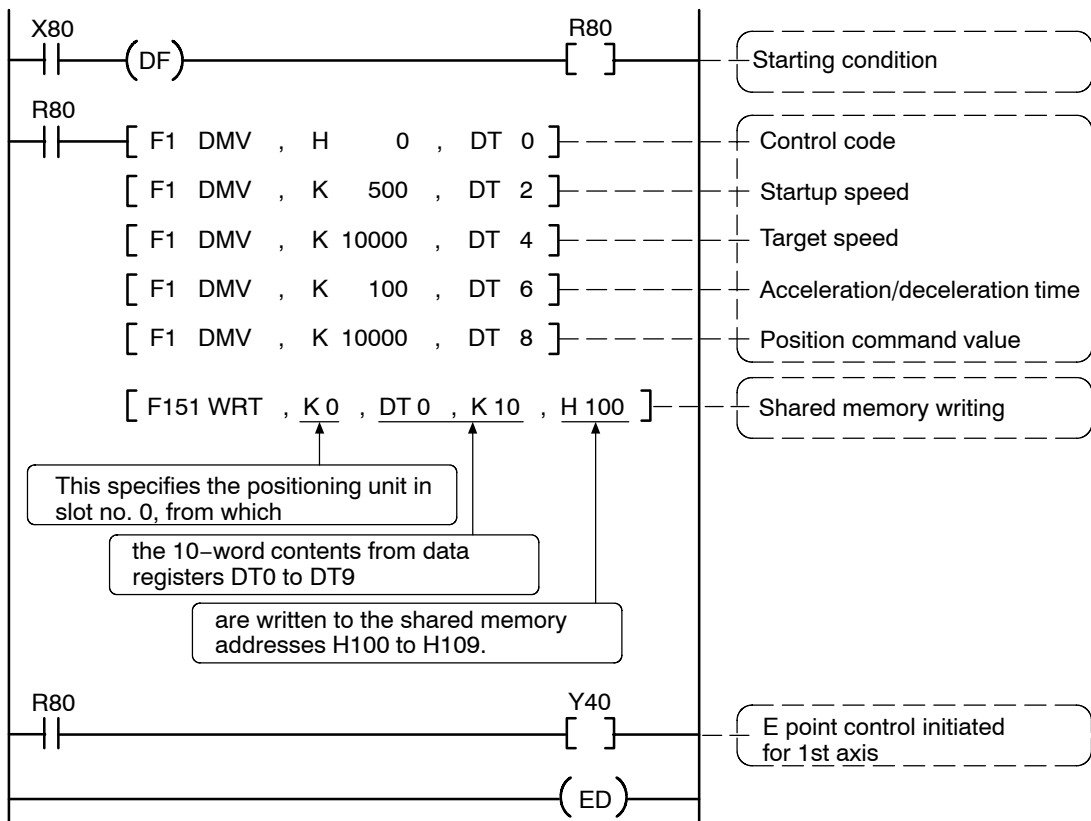 X80
R80
DF
Starting condition
R80
F1 DMV , H 0 , DT 0
Control code
F1 DMV , K 500 , DT 2
Startup speed
F1 DMV , K 10000 , DT 4
Target speed
F1 DMV , K 100 , DT 6
Acceleration/deceleration time
F1 DMV , K 10000 , DT 8
Position command value
F151 WRT , K 0 , DT 0 , K 10 , H 100
Shared memory writing
This specifies the positioning unit in
slot no. 0, from which
the 10−word contents from data
registers DT0 to DT9
are written to the shared memory
addresses H100 to H109.
R80
Y40
E point control initiated
for 1st axis
ED